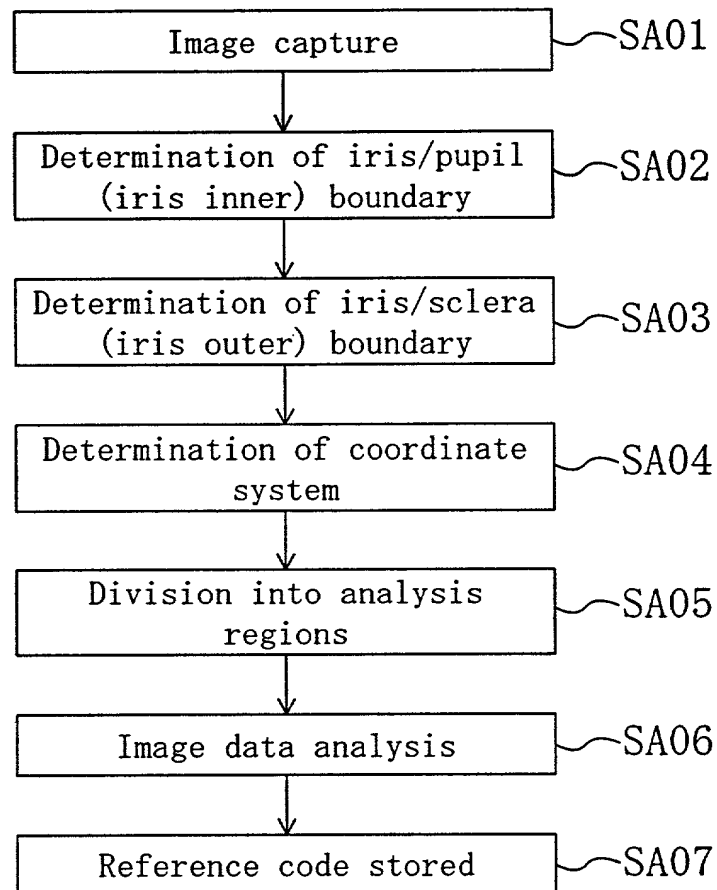 Image capture
SA01
Determination of iris/pupil
(iris inner) boundary
SA02
Determination of iris/sclera
(iris outer) boundary
SA03
Determination of coordinate
system
SA04
Division into analysis
regions
SA05
Image data analysis
SA06
Reference code stored
SA07